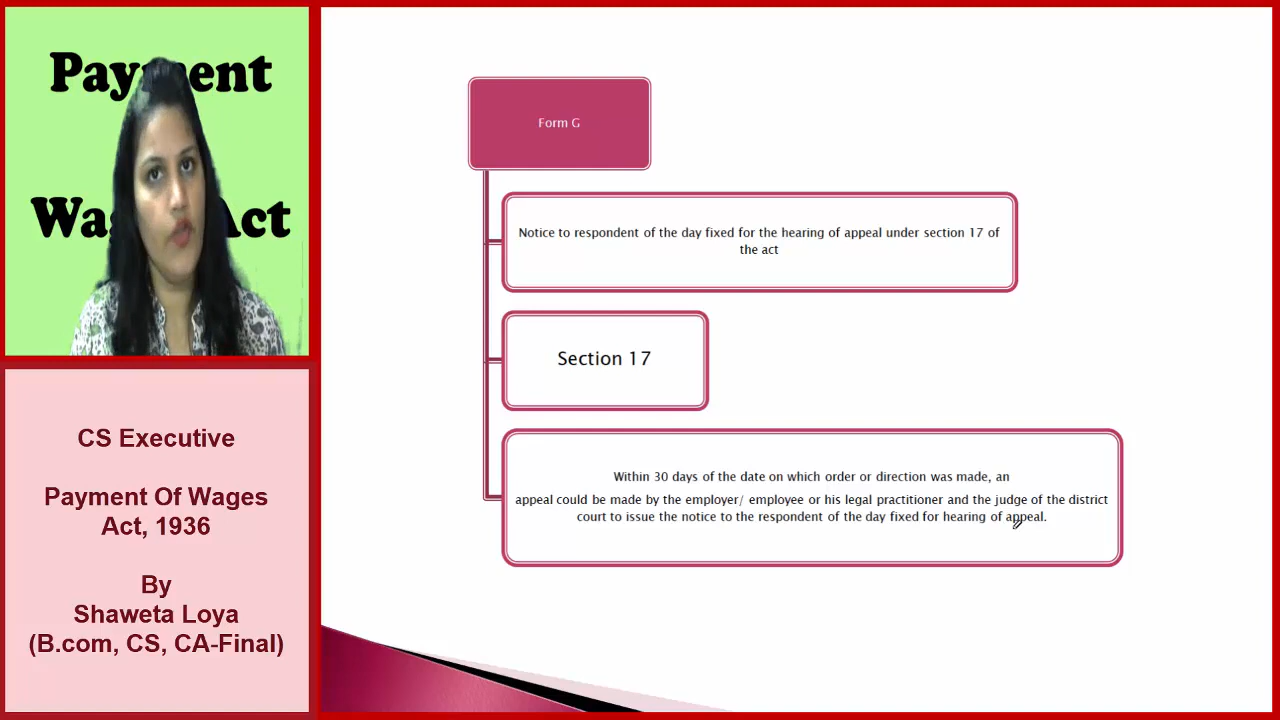 Payment
Wages Act
CS Executive
Payment Of Wages
Act, 1936
By
Shaweta Loya
(B.com, CS, CA-Final)
Form G
Notice to respondent of the day fixed for the hearing of appeal under section 17 of
the act
Section 17
Within 30 days of the date on which order or direction was made, an
appeal could be made by the employer/ employee or his legal practitioner and the judge of the district
court to issue the notice to the respondent of the day fixed for hearing of appeal.